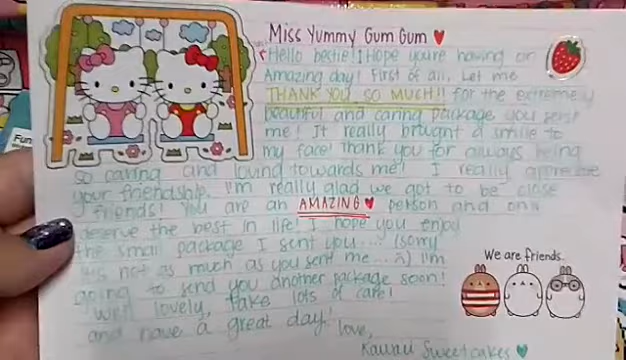 Miss Yummy Gum Gum
Hello bestie! I Hope you're having an
Amazing day! First of all, Let me
THANK YOU SO MUCH!! for the extremely
beautiful and caring package you sent
me! It really brought a smile to
my face! Thank you for always being
so caring and loving towards me! I really appreciate
your friendship. I'm really glad we got to be close
friends! You are an AMAZING person and only
deserve the best in life! I hope you enjoy
the small package I sent you.... (sorry
it's not as much as you sent me...) I'm
going to send you another package soon!
Well lovely, take lots of care!
and have a great day!
love,
Kawaii Sweetcakes
We are friends.